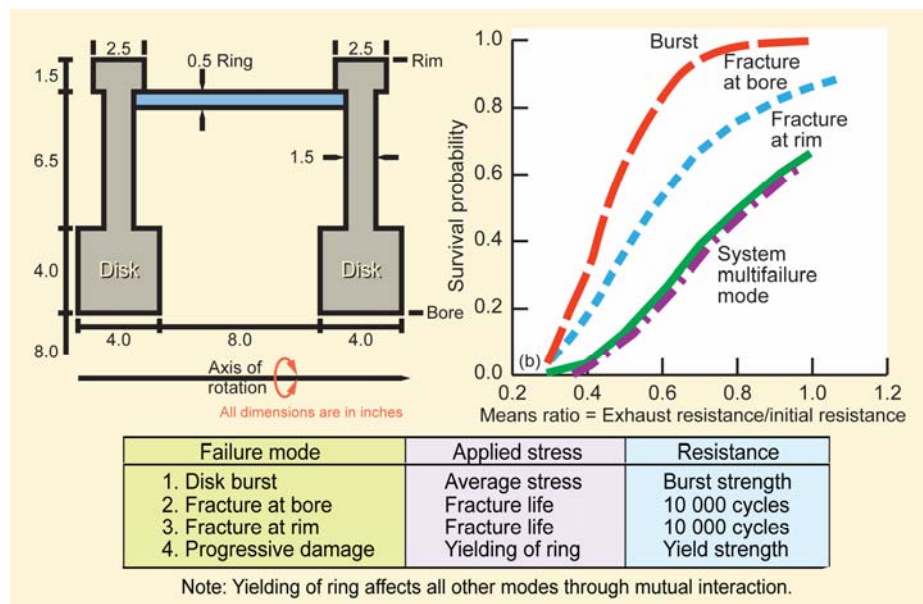 2.5
2.5
0.5 Ring
Rim
1.5
1.5
6.5
Disk
Disk
4.0
Bore
4.0
8.0
4.0
8.0
Axis of
rotation
All dimensions are in inches
1.0
0.8
0.6
0.4
0.2
0.0
Survival probability
Burst
Fracture
at bore
Fracture
at rim
System
multifailure
mode
(b)
0.2
0.4
0.6
0.8
1.0
1.2
Means ratio = Exhaust resistance/initial resistance
Failure mode Applied stress Resistance
1. Disk burst Average stress Burst strength
2. Fracture at bore Fracture life 10 000 cycles
3. Fracture at rim Fracture life 10 000 cycles
4. Progressive damage Yielding of ring Yield strength
Note: Yielding of ring affects all other modes through mutual interaction.